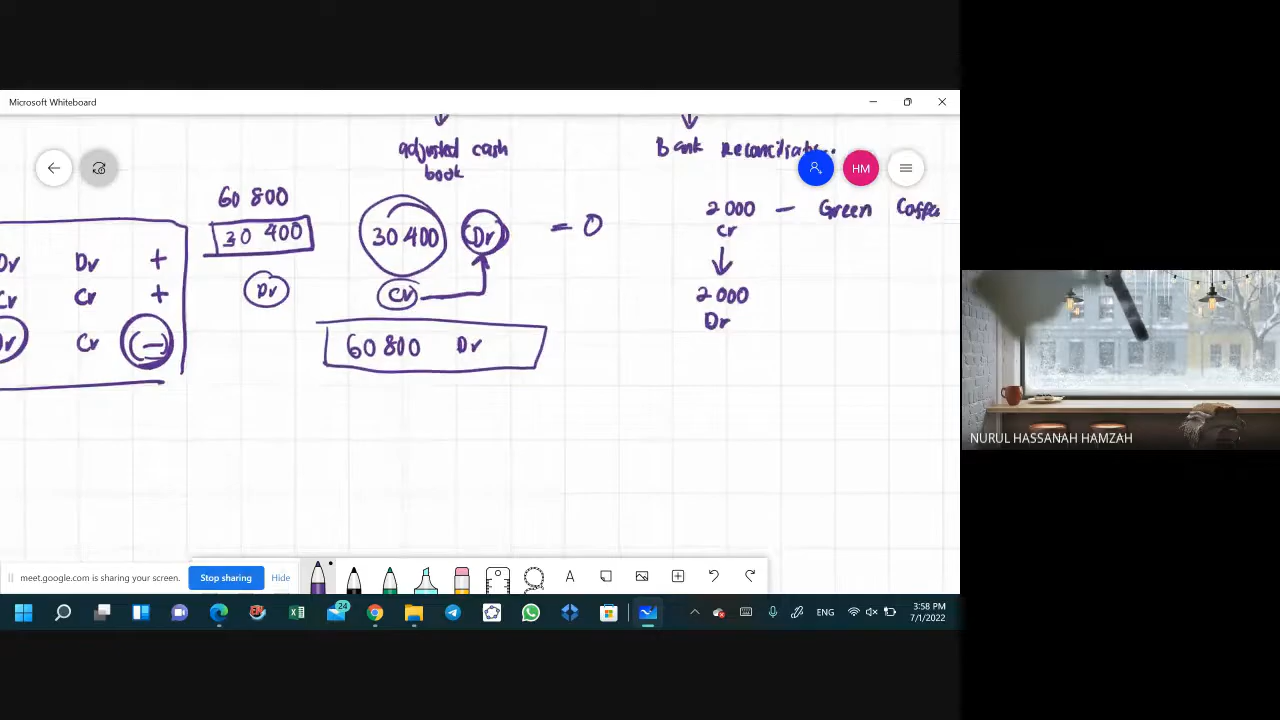 Microsoft Whiteboard
adjusted cash
book
Bank
HM
60 800
30 400
Dr
30 400 Dr = 0
Cr
60 800 Dr
Dr Dr +
Cr Cr +
Dr Cr (-)
2 000 - Green Coffee
Cr
2 000
Dr
NURUL HASSANAH HAMZAH
meet.google.com is sharing your screen.
Stop sharing
Hide
A
24
ENG
3:58 PM
7/1/2022